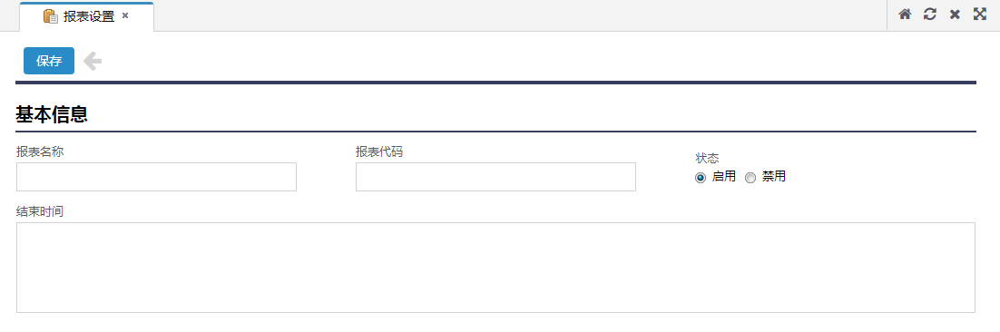 报表设置
保存
基本信息
报表名称
报表代码
状态
启用 禁用
结束时间